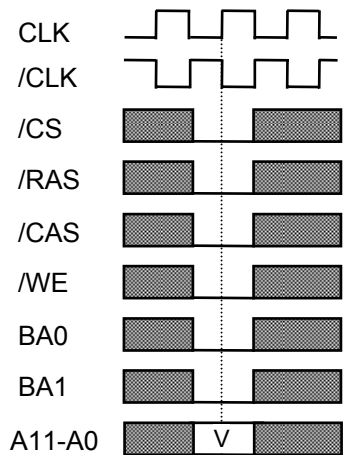 CLK
/CLK
/CS
/RAS
/CAS
/WE
BA0
BA1
A11-A0 V